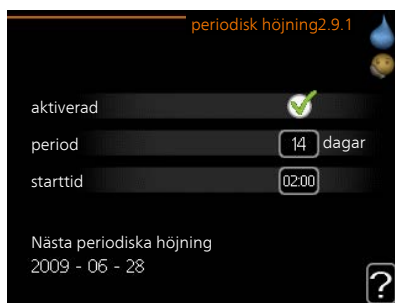 periodisk höjning2.9.1
aktiverad
period 14 dagar
starttid 02:00
Nästa periodiska höjning
2009 - 06 - 28
?